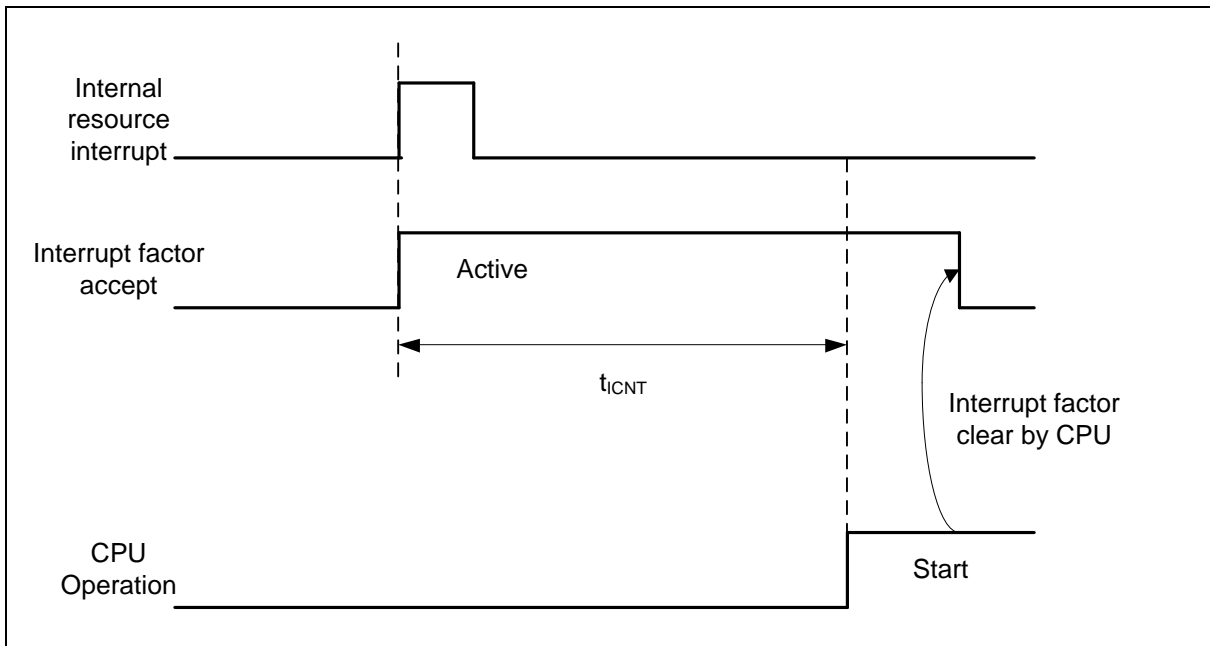 Internal
resource
interrupt
Interrupt factor
accept
Active
tICNT
Interrupt factor
clear by CPU
CPU
Operation
Start